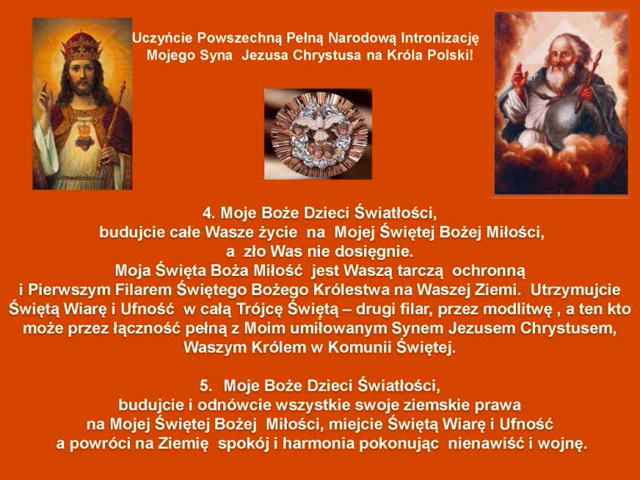 Uczyńcie Powszechną Pełną Narodową Intronizację
Mojego Syna Jezusa Chrystusa na Króla Polski!
4. Moje Boże Dzieci Światłości,
budujcie całe Wasze życie na Mojej Świętej Bożej Miłości,
a zło Was nie dosięgnie.
Moja Święta Boża Miłość jest Waszą tarczą ochronną
i Pierwszym Filarem Świętego Bożego Królestwa na Waszej Ziemi. Utrzymujcie
Świętą Wiarę i Ufność w całą Trójcę Świętą – drugi filar, przez modlitwę , a ten kto
może przez łączność pełną z Moim umiłowanym Synem Jezusem Chrystusem,
Waszym Królem w Komunii Świętej.
5. Moje Boże Dzieci Światłości,
budujcie i odnówcie wszystkie swoje ziemskie prawa
na Mojej Świętej Bożej Miłości, miejcie Świętą Wiarę i Ufność
a powróci na Ziemię spokój i harmonia pokonując nienawiść i wojnę.